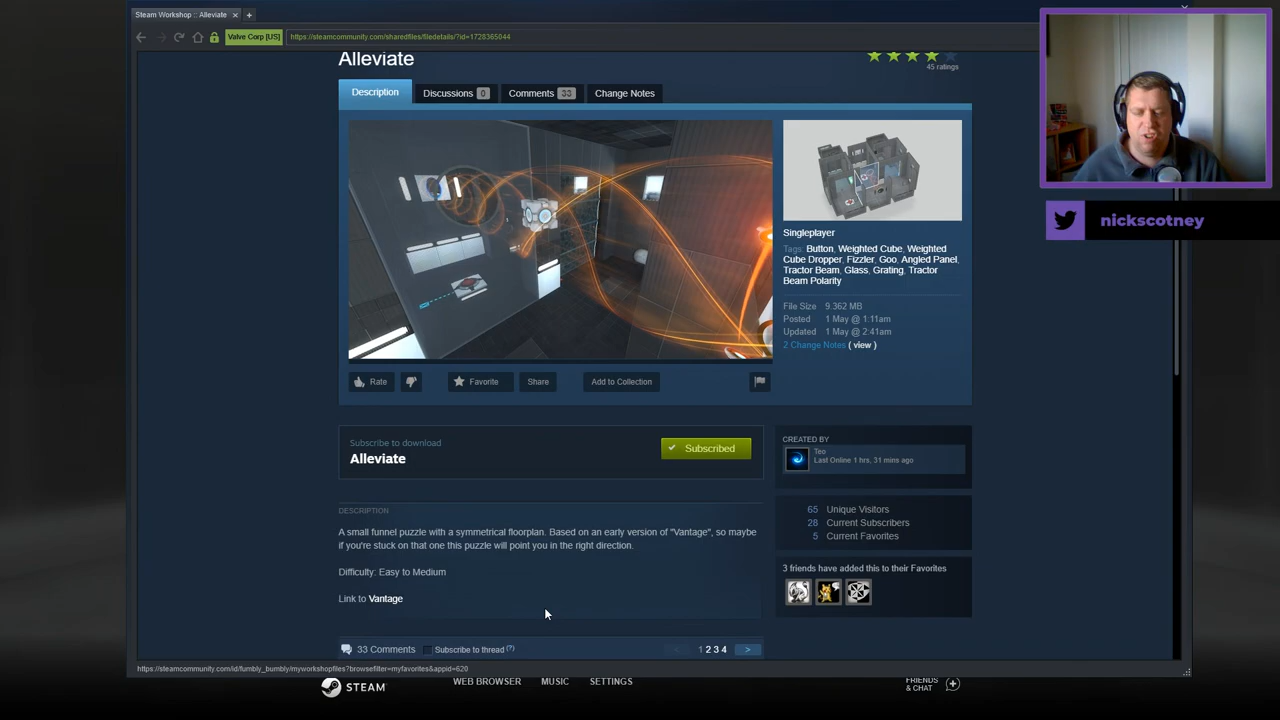 Steam Workshop :: Alleviate × +
Valve Corp [US] https://steamcommunity.com/sharedfiles/filedetails/?id=1728365044
Alleviate
45 ratings
Description Discussions 0 Comments 33 Change Notes
Singleplayer
Tags: Button, Weighted Cube, Weighted
Cube Dropper, Fizzler, Goo, Angled Panel,
Tractor Beam, Glass, Grating, Tractor
Beam Polarity
File Size 9.362 MB
Posted 1 May @ 1:11am
Updated 1 May @ 2:41am
2 Change Notes ( view )
Rate Favorite Share Add to Collection
Subscribe to download
Alleviate
Subscribed
CREATED BY
Teo
Last Online 1 hrs, 31 mins ago
DESCRIPTION
A small funnel puzzle with a symmetrical floorplan. Based on an early version of "Vantage", so maybe
if you're stuck on that one this puzzle will point you in the right direction.
Difficulty: Easy to Medium
Link to Vantage
65 Unique Visitors
28 Current Subscribers
5 Current Favorites
3 friends have added this to their Favorites
33 Comments Subscribe to thread (?) 1 2 3 4 >
https://steamcommunity.com/id/fumbly_bumbly/myworkshopfiles?browsefilter=myfavorites&appid=620
STEAM WEB BROWSER MUSIC SETTINGS
FRIENDS
& CHAT
nickscotney